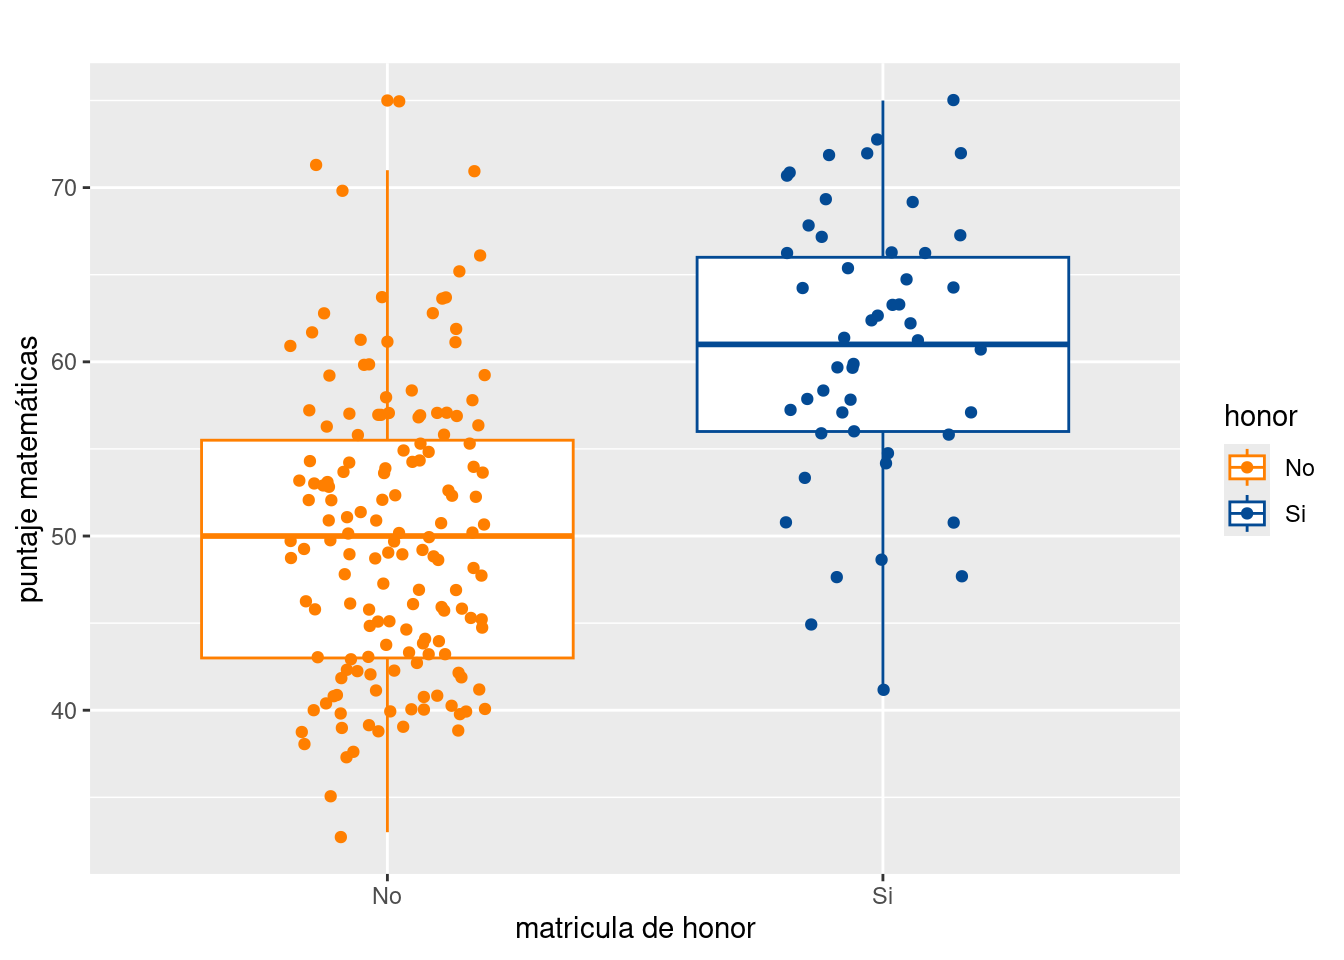 puntaje matemáticas
70
60
50
40
No
Si
matricula de honor
honor
No
Si